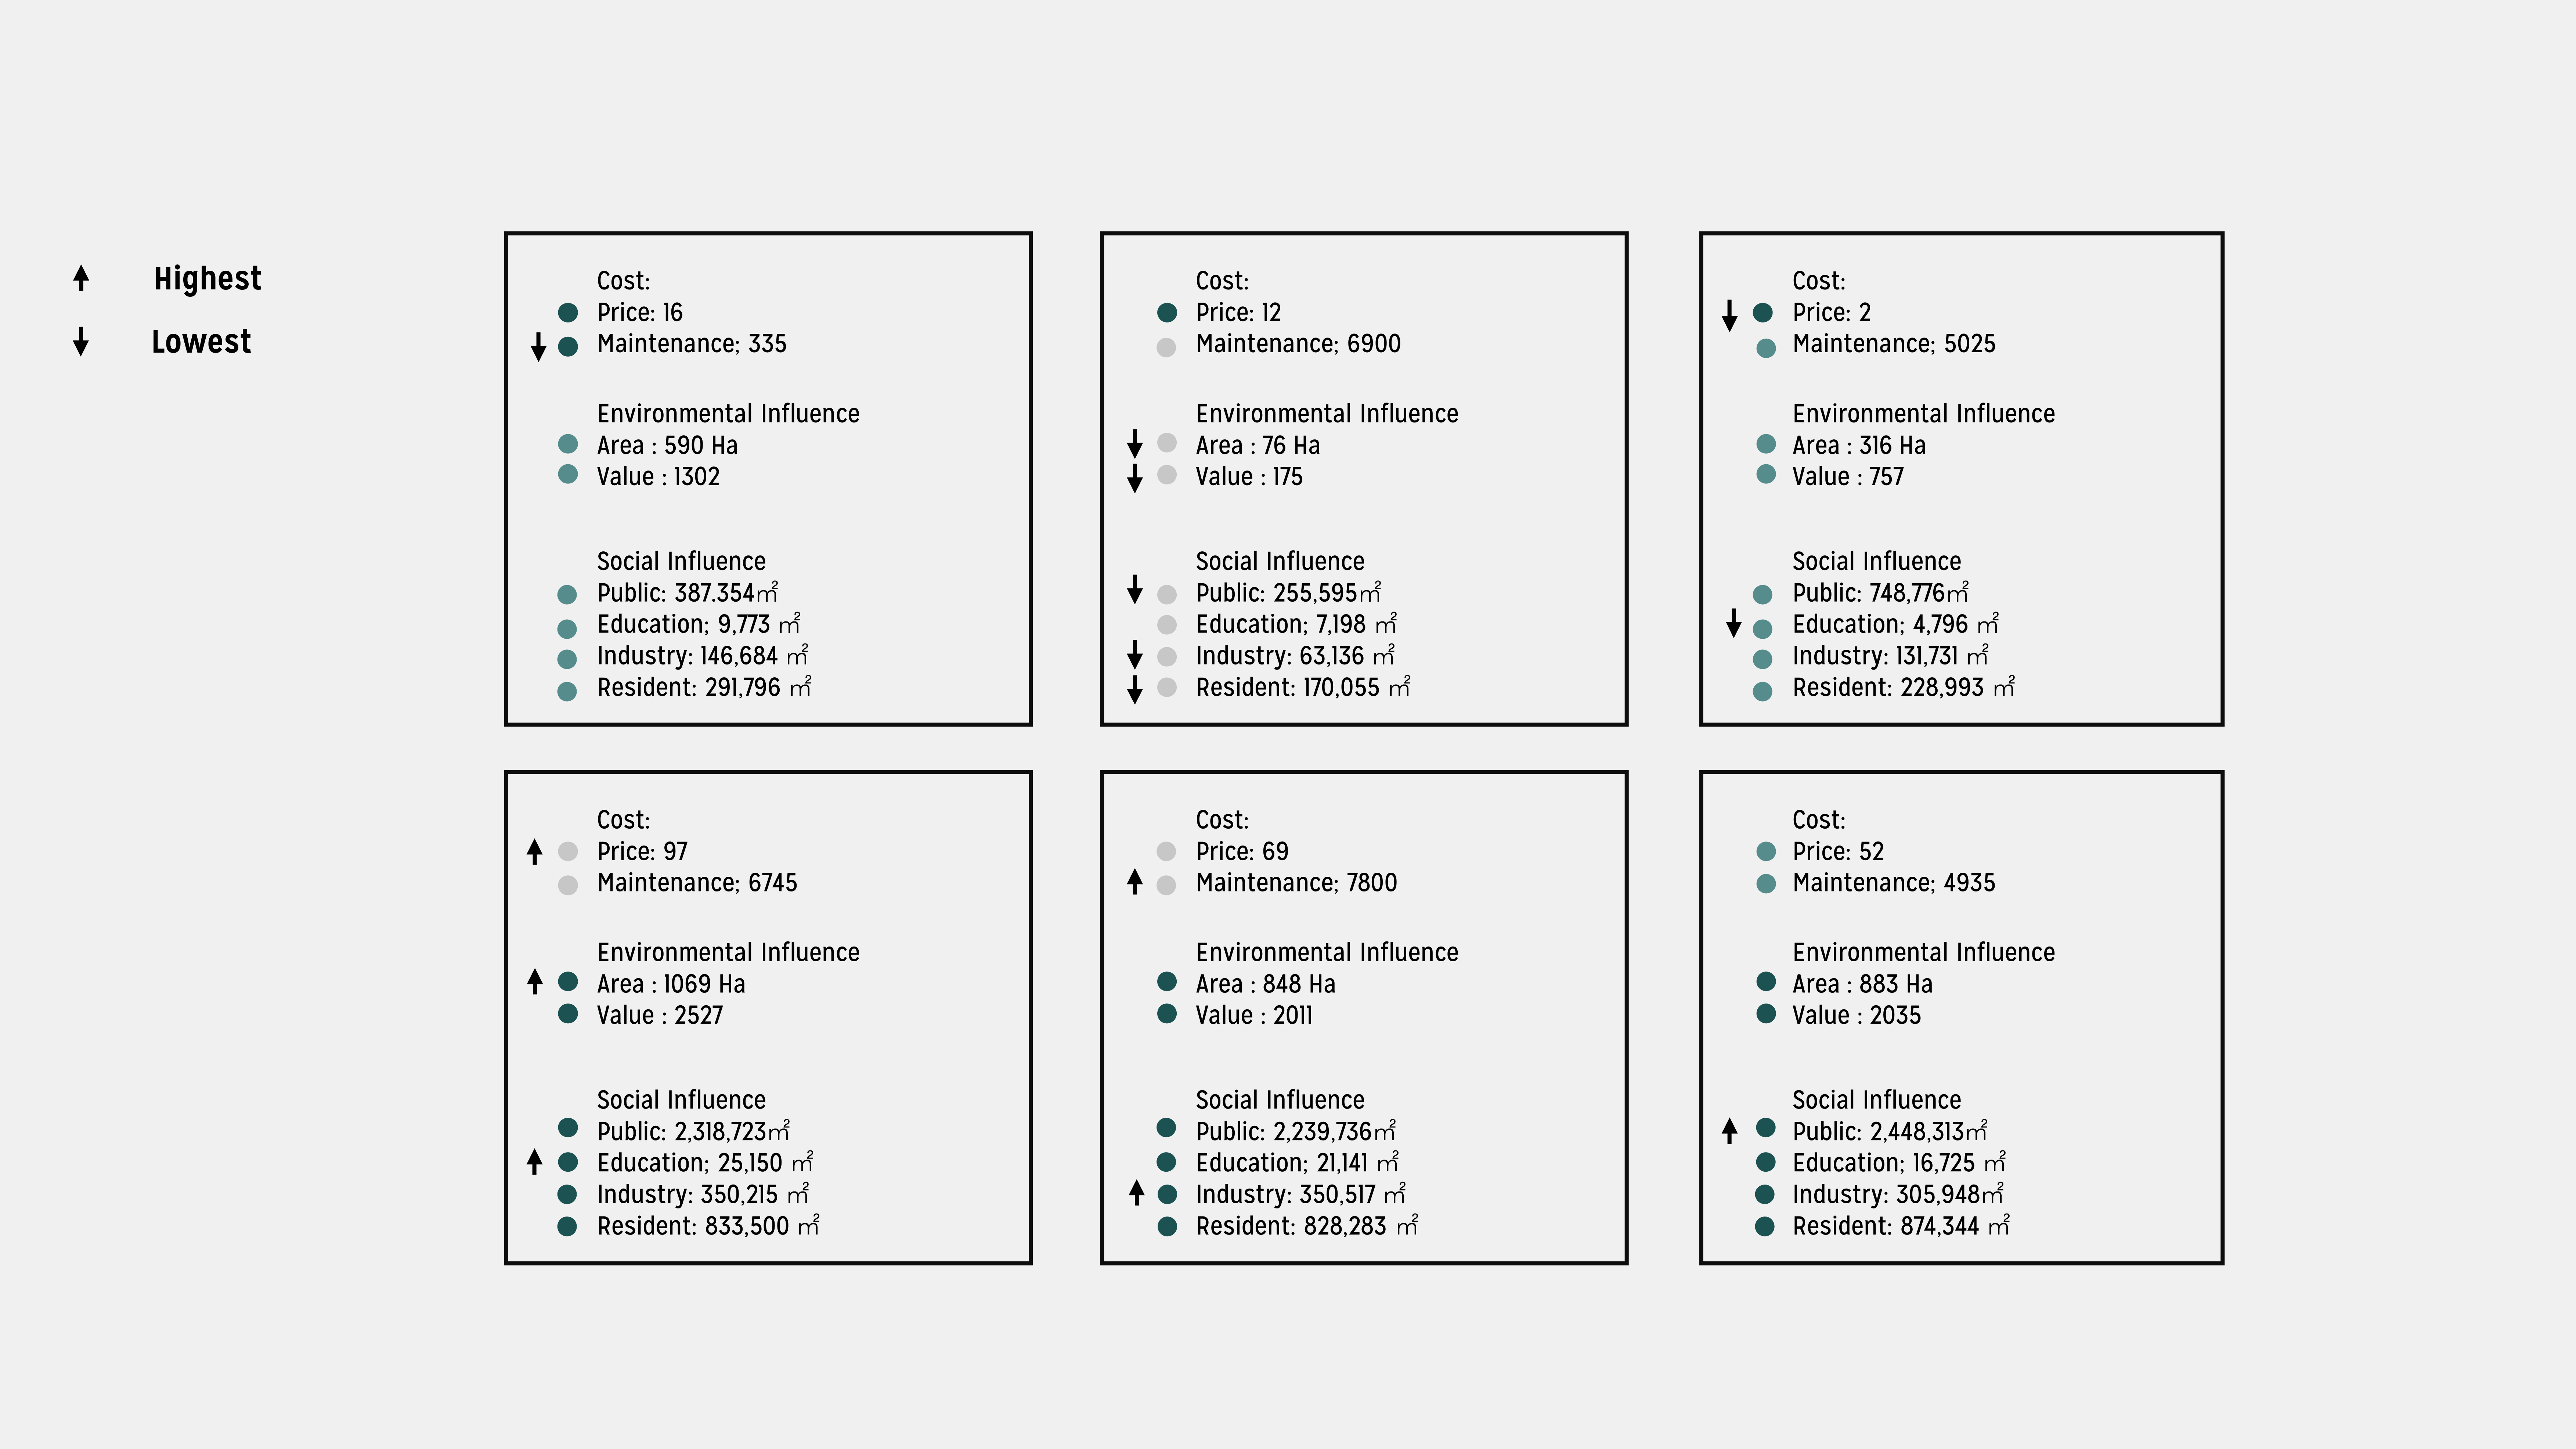 Highest
Lowest
Cost:
Price: 16
Maintenance; 335
Environmental Influence
Area : 590 Ha
Value : 1302
Social Influence
Public: 387.354㎡
Education; 9,773 ㎡
Industry: 146,684 ㎡
Resident: 291,796 ㎡
Cost:
Price: 12
Maintenance; 6900
Environmental Influence
Area : 76 Ha
Value : 175
Social Influence
Public: 255,595㎡
Education; 7,198 ㎡
Industry: 63,136 ㎡
Resident: 170,055 ㎡
Cost:
Price: 2
Maintenance; 5025
Environmental Influence
Area : 316 Ha
Value : 757
Social Influence
Public: 748,776㎡
Education; 4,796 ㎡
Industry: 131,731 ㎡
Resident: 228,993 ㎡
Cost:
Price: 97
Maintenance; 6745
Environmental Influence
Area : 1069 Ha
Value : 2527
Social Influence
Public: 2,318,723㎡
Education; 25,150 ㎡
Industry: 350,215 ㎡
Resident: 833,500 ㎡
Cost:
Price: 69
Maintenance; 7800
Environmental Influence
Area : 848 Ha
Value : 2011
Social Influence
Public: 2,239,736㎡
Education; 21,141 ㎡
Industry: 350,517 ㎡
Resident: 828,283 ㎡
Cost:
Price: 52
Maintenance; 4935
Environmental Influence
Area : 883 Ha
Value : 2035
Social Influence
Public: 2,448,313㎡
Education; 16,725 ㎡
Industry: 305,948㎡
Resident: 874,344 ㎡